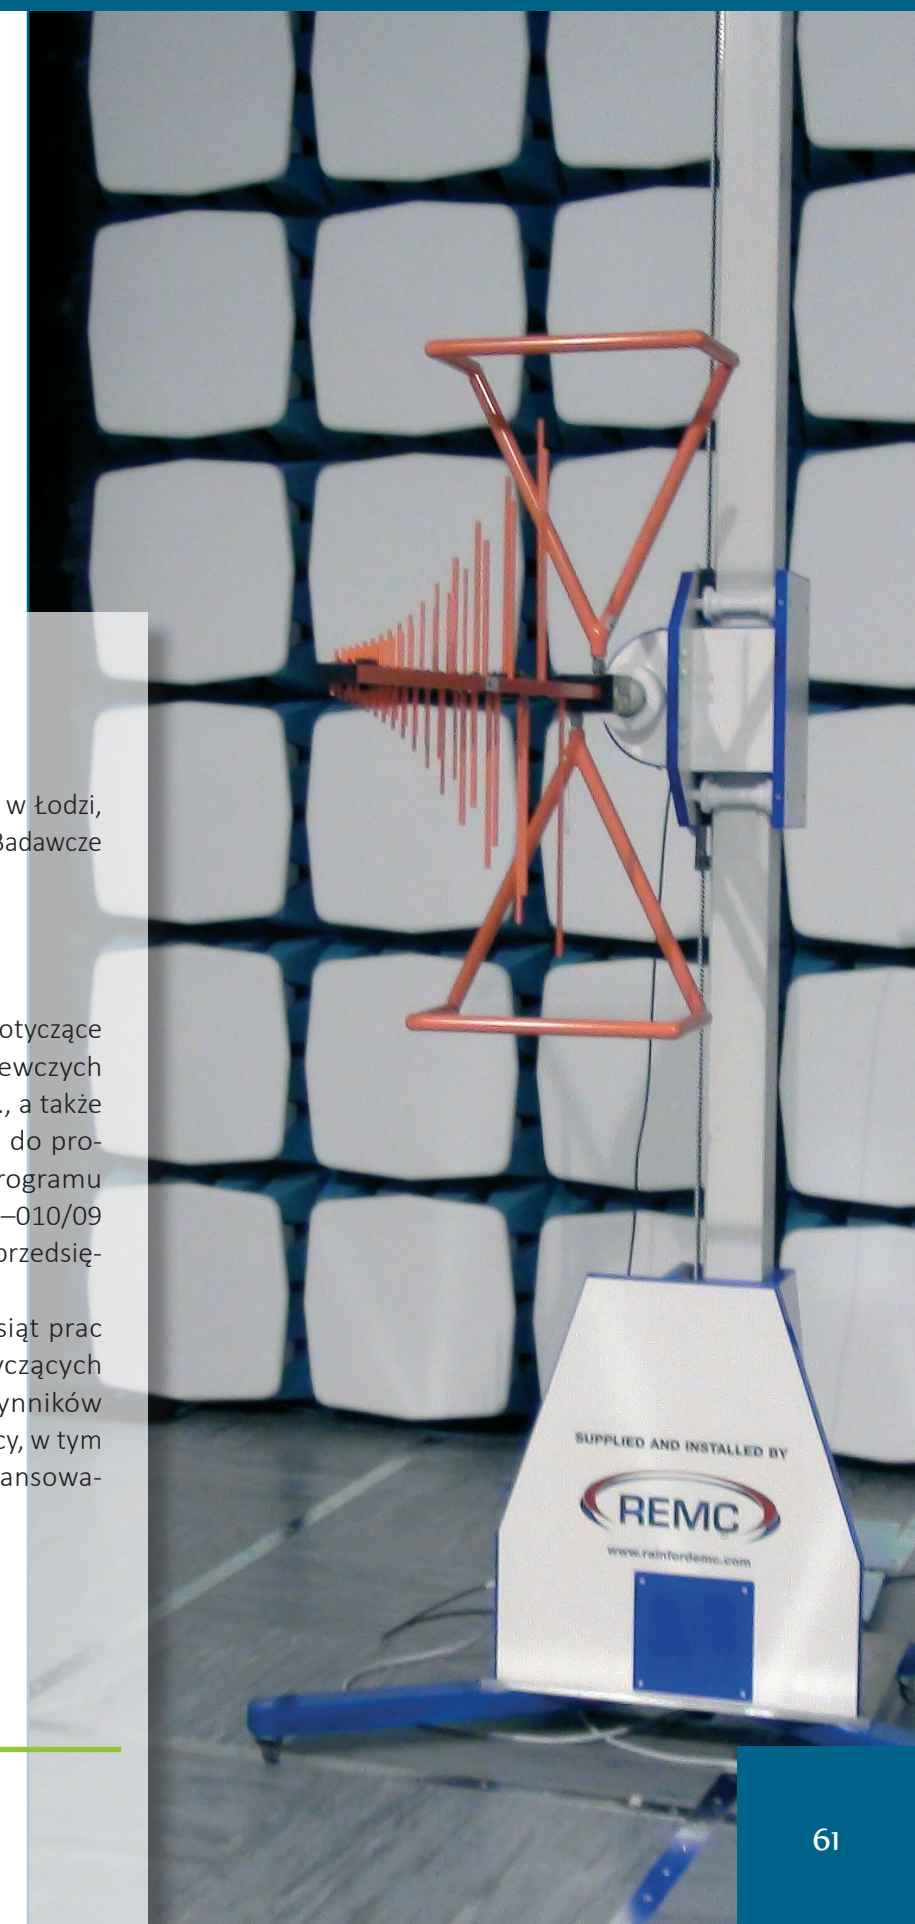 w Łodzi,
Badawcze
otyczące
ewczych
., a także
do pro-
rogramu
–010/09
przedsię-
siąt prac
yczących
ynników
cy, w tym
ansowa-
SUPPLIED AND INSTALLED BY
REMC
www.rainfordemc.com
61